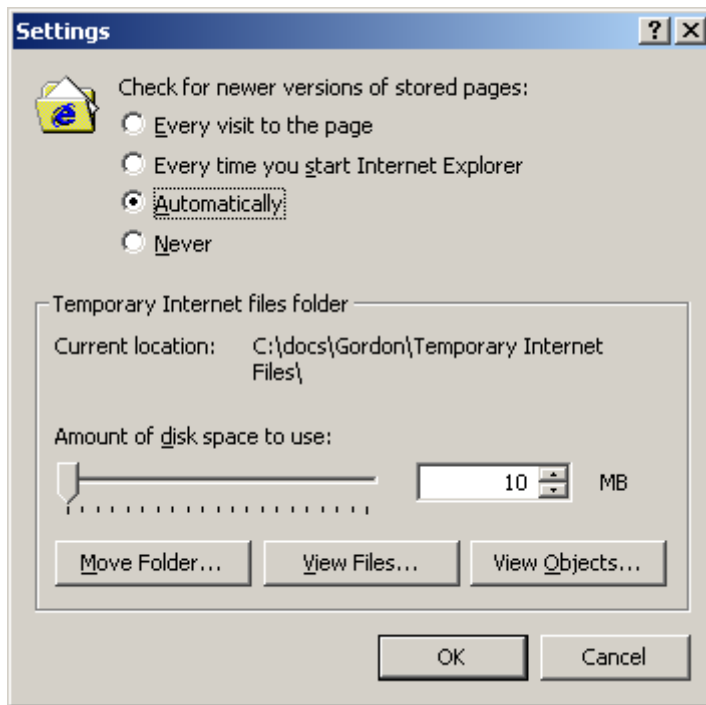 Settings
Check for newer versions of stored pages:
Every visit to the page
Every time you start Internet Explorer
Automatically
Never
Temporary Internet files folder
Current location: C:\docs\Gordon\Temporary Internet
Files\
Amount of disk space to use:
10 MB
Move Folder... View Files... View Objects...
OK Cancel